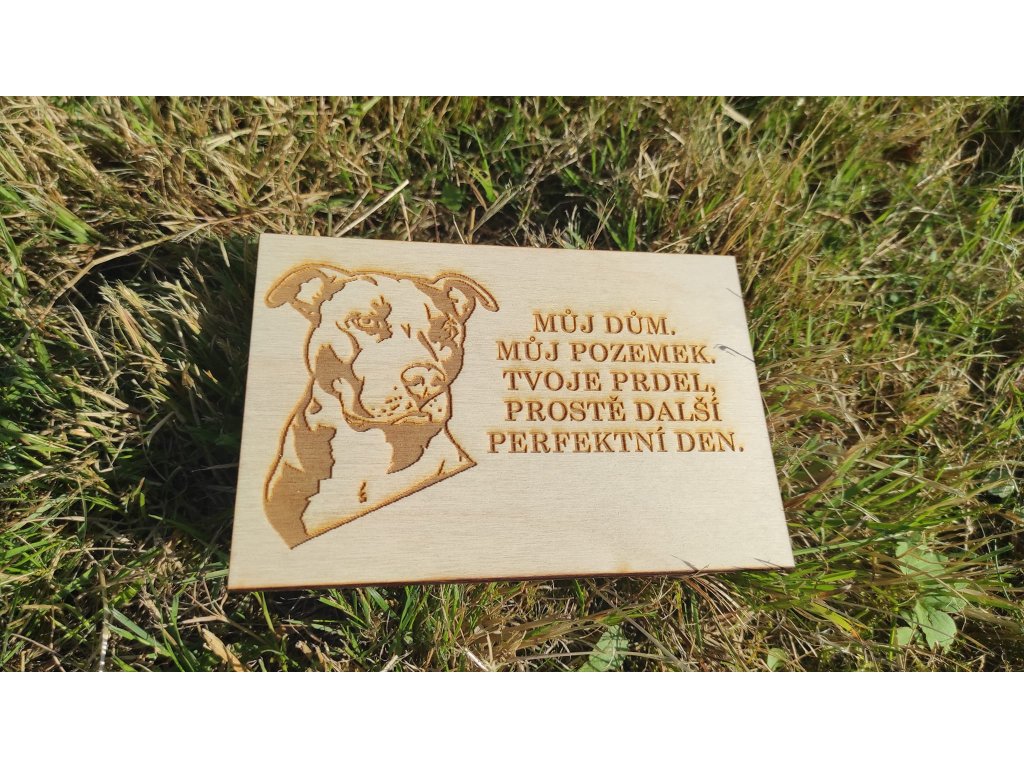 MŮJ DŮM.
MŮJ POZEMEK.
TVOJE PRDEL,
PROSTĚ DALŠÍ
PERFEKTNÍ DEN.